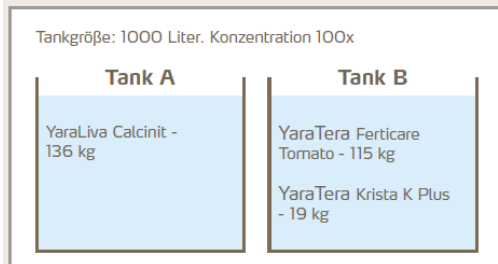 Tankgröße: 1000 Liter. Konzentration 100x
Tank A
Tank B
YaraLiva Calcinit -
136 kg
YaraTera Ferticare
Tomato - 115 kg
YaraTera Krista K Plus
- 19 kg